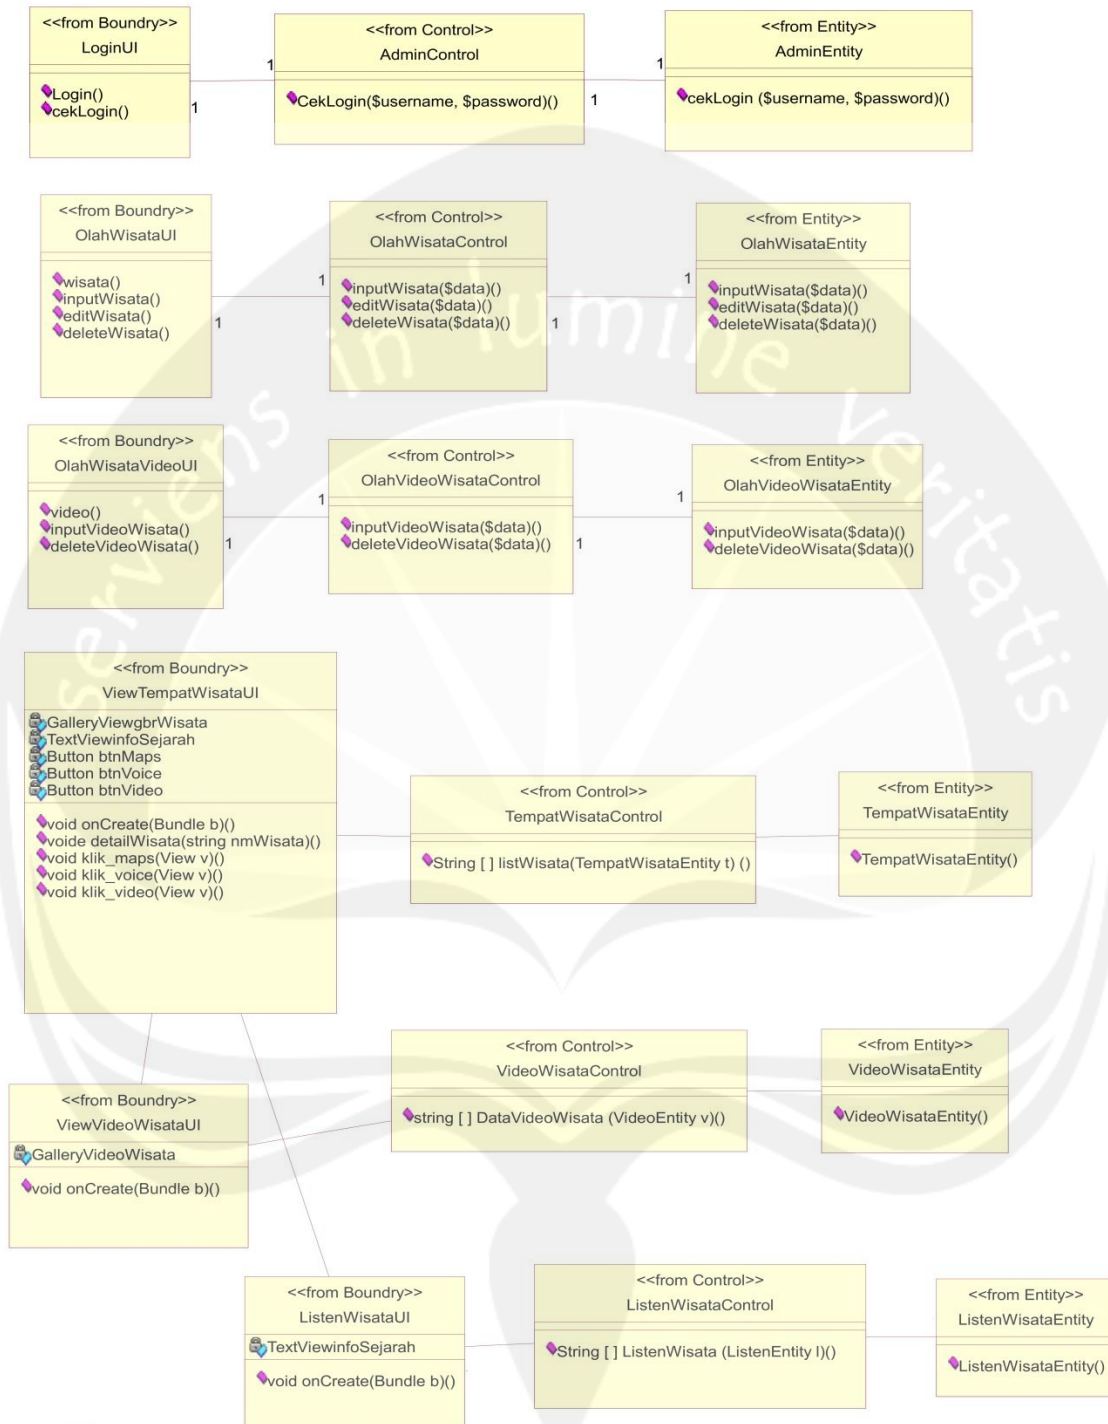 <<from Boundry>>
LoginUI
Login()
cekLogin()
1
1
<<from Control>>
AdminControl
CekLogin($username, $password)()
1
1
<<from Entity>>
AdminEntity
cekLogin ($username, $password)()
<<from Boundry>>
OlahWisataUI
wisata()
inputWisata()
editWisata()
deleteWisata()
1
1
<<from Control>>
OlahWisataControl
inputWisata($data)()
editWisata($data)()
deleteWisata($data)()
1
1
<<from Entity>>
OlahWisataEntity
inputWisata($data)()
editWisata($data)()
deleteWisata($data)()
<<from Boundry>>
OlahWisataVideoUI
video()
inputVideoWisata()
deleteVideoWisata()
1
1
<<from Control>>
OlahVideoWisataControl
inputVideoWisata($data)()
deleteVideoWisata($data)()
1
1
<<from Entity>>
OlahVideoWisataEntity
inputVideoWisata($data)()
deleteVideoWisata($data)()
<<from Boundry>>
ViewTempatWisataUI
GalleryViewgbrWisata
TextViewinfoSejarah
Button btnMaps
Button btnVoice
Button btnVideo
void onCreate(Bundle b)()
voide detailWisata(string nmWisata)()
void klik_maps(View v)()
void klik_voice(View v)()
void klik_video(View v)()
<<from Control>>
TempatWisataControl
String [ ] listWisata(TempatWisataEntity t) ()
<<from Entity>>
TempatWisataEntity
TempatWisataEntity()
<<from Boundry>>
ViewVideoWisataUI
GalleryVideoWisata
void onCreate(Bundle b)()
<<from Control>>
VideoWisataControl
string [ ] DataVideoWisata (VideoEntity v)()
<<from Entity>>
VideoWisataEntity
VideoWisataEntity()
<<from Boundry>>
ListenWisataUI
TextViewinfoSejarah
void onCreate(Bundle b)()
<<from Control>>
ListenWisataControl
String [ ] ListenWisata (ListenEntity l)()
<<from Entity>>
ListenWisataEntity
ListenWisataEntity()
serviens in lumine veritatis